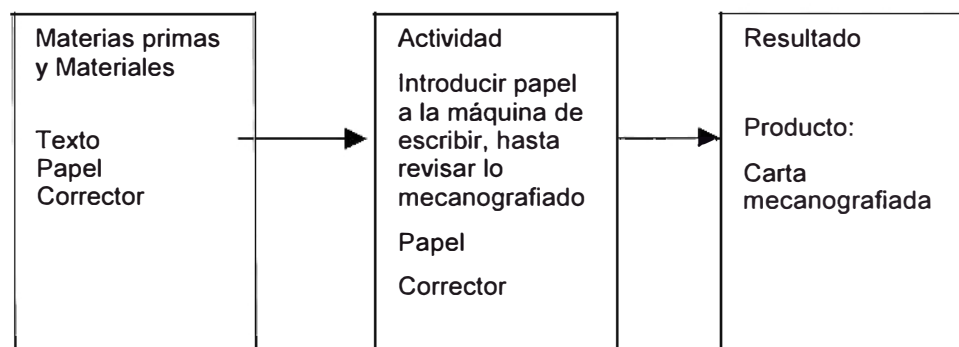 Materias primas
y Materiales
Texto
Papel
Corrector
Actividad
Introducir papel
a la máquina de
escribir, hasta
revisar lo
mecanografiado
Papel
Corrector
Resultado
Producto:
Carta
mecanografiada